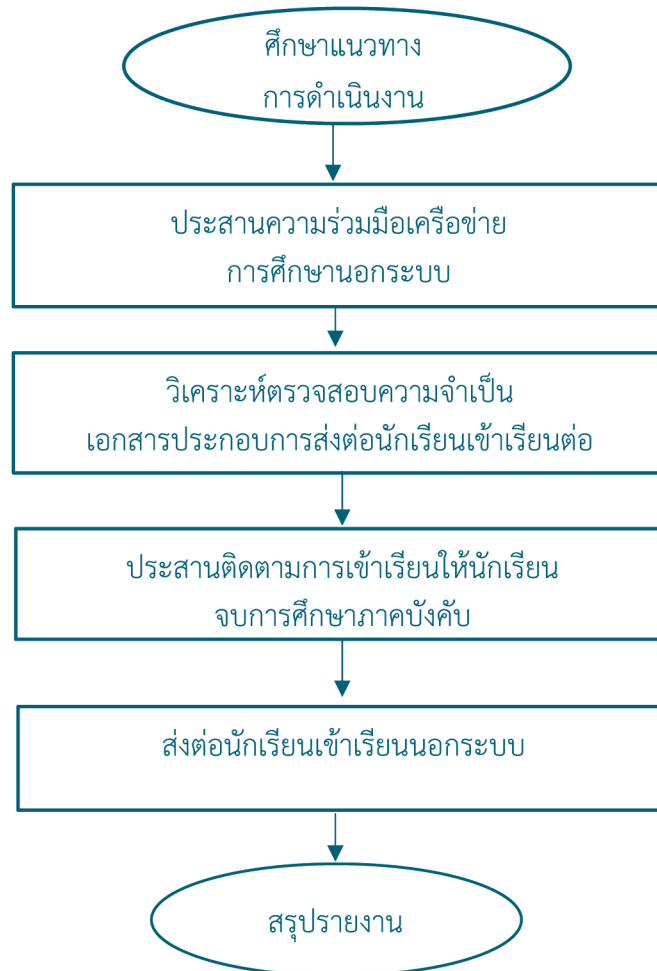 ศึกษาแนวทาง
การดำเนินงาน
ประสานความร่วมมือเครือข่าย
การศึกษานอกระบบ
วิเคราะห์ตรวจสอบความจำเป็น
เอกสารประกอบการส่งต่อนักเรียนเข้าเรียนต่อ
ประสานติดตามการเข้าเรียนให้นักเรียน
จบการศึกษาภาคบังคับ
ส่งต่อนักเรียนเข้าเรียนนอกระบบ
สรุปรายงาน